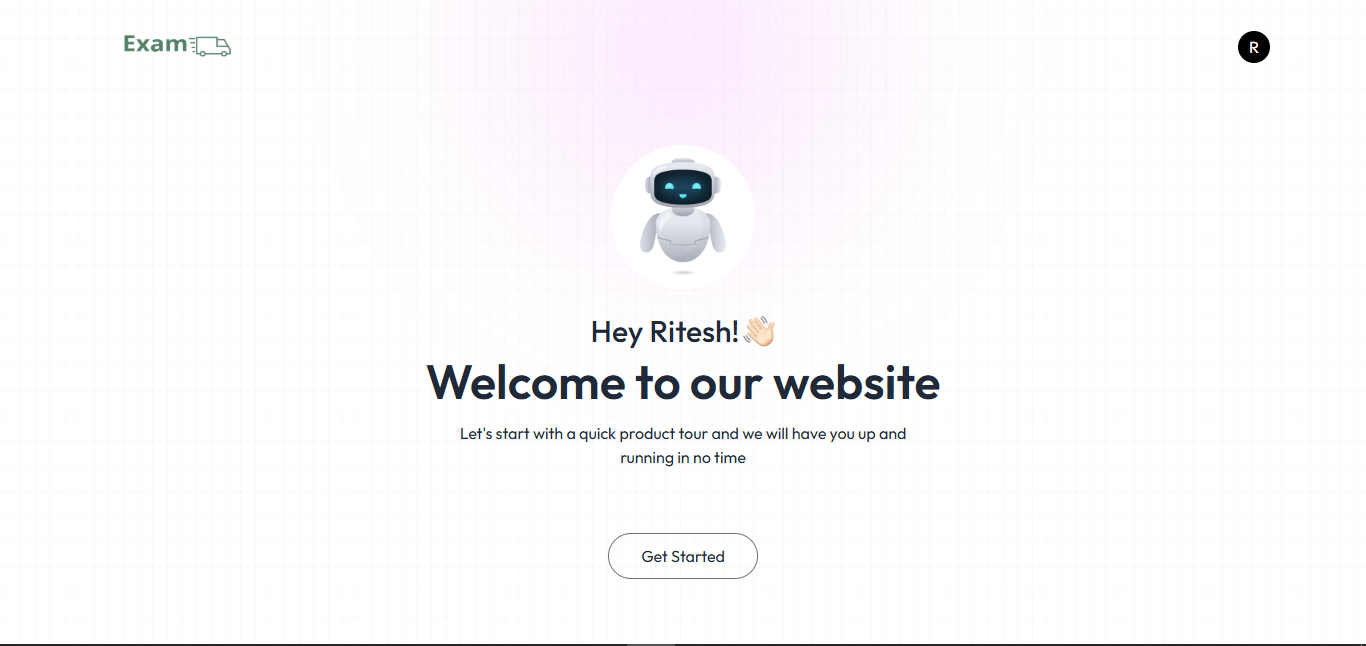 Exam
R
Hey Ritesh!👋🏻
Welcome to our website
Let's start with a quick product tour and we will have you up and
running in no time
Get Started